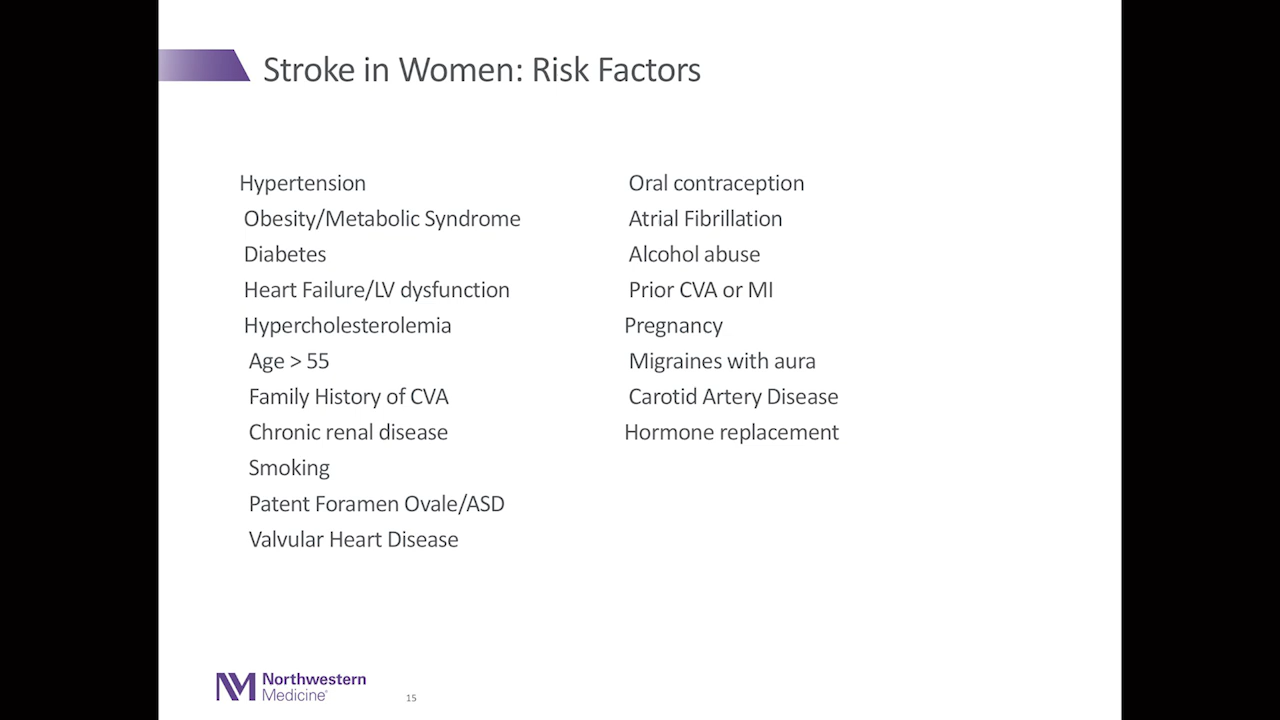 Stroke in Women: Risk Factors
Hypertension
Obesity/Metabolic Syndrome
Diabetes
Heart Failure/LV dysfunction
Hypercholesterolemia
Age > 55
Family History of CVA
Chronic renal disease
Smoking
Patent Foramen Ovale/ASD
Valvular Heart Disease
Oral contraception
Atrial Fibrillation
Alcohol abuse
Prior CVA or MI
Pregnancy
Migraines with aura
Carotid Artery Disease
Hormone replacement
NM Northwestern
Medicine®
15